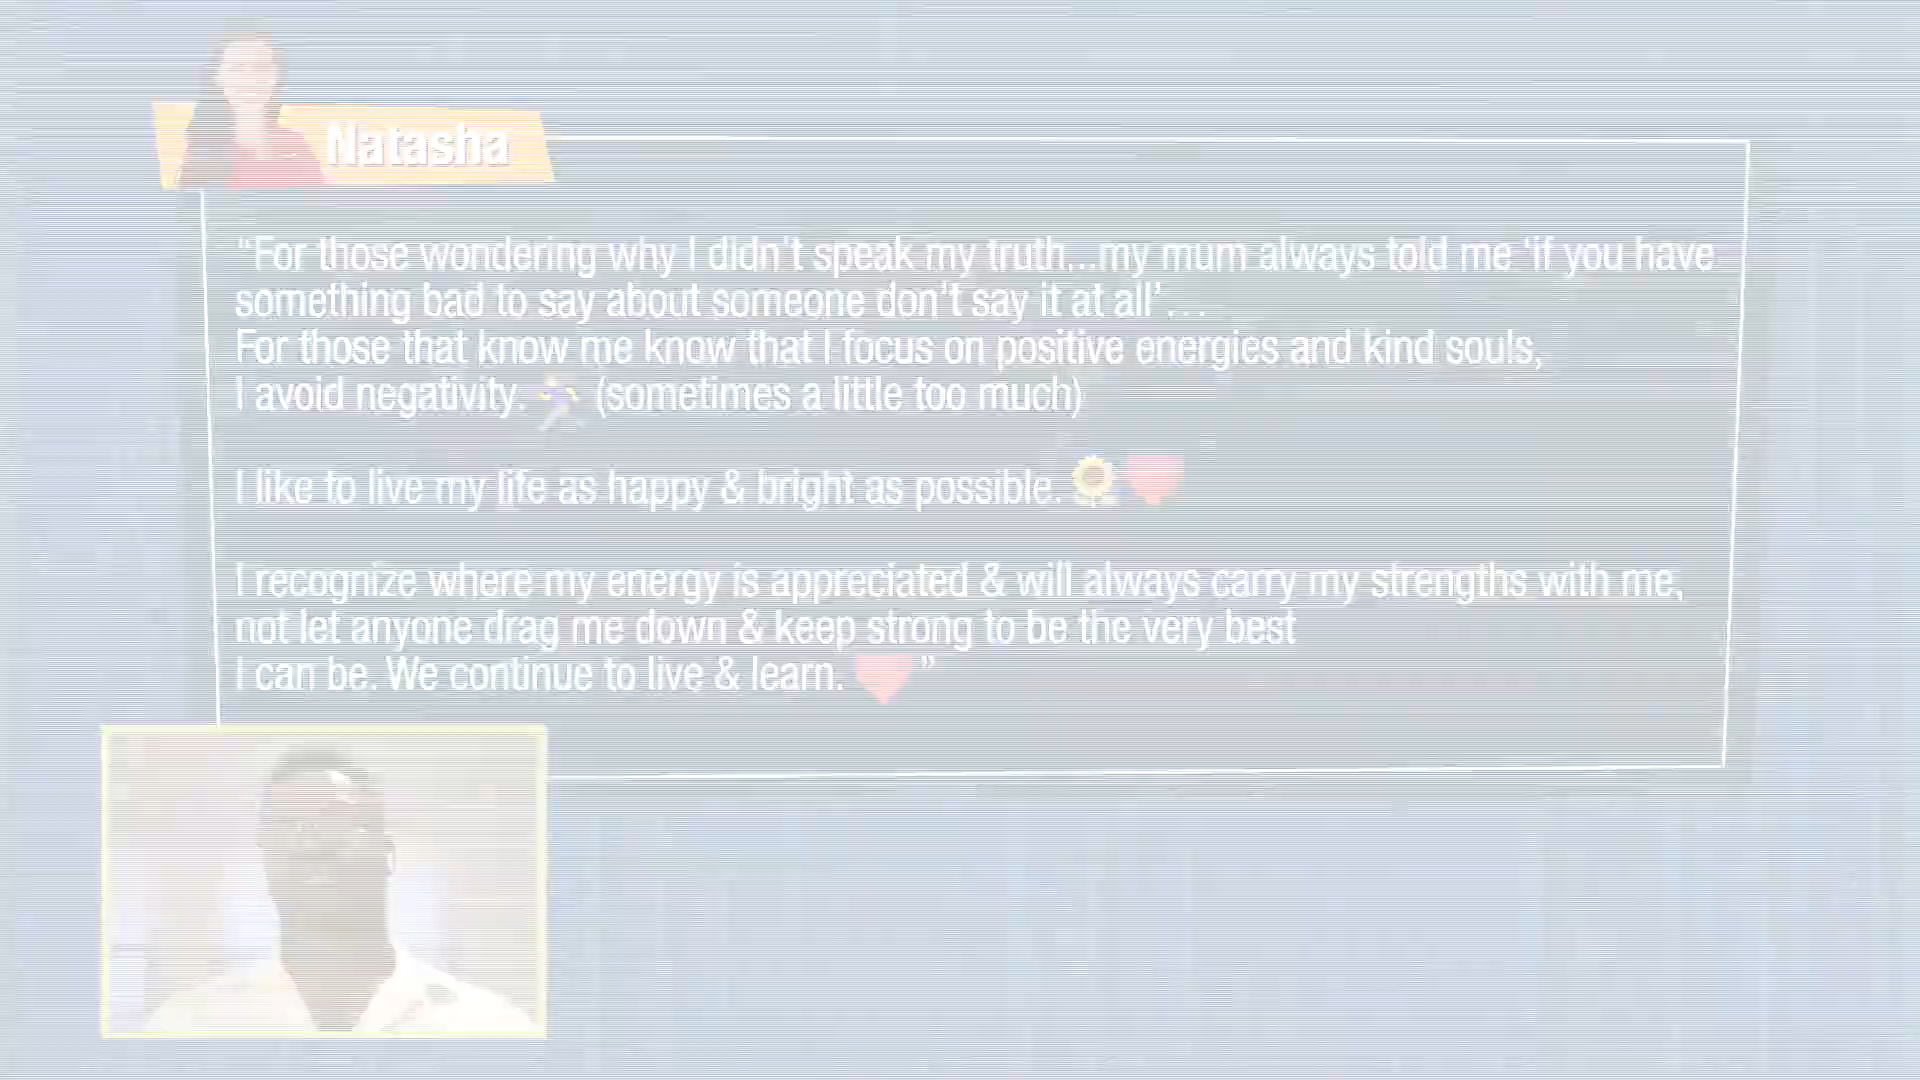 Natasha
“For those wondering why I didn't speak my truth...my mum always told me ‘if you have
something bad to say about someone don't say it at all’...
For those that know me know that I focus on positive energies and kind souls,
I avoid negativity. 🏃‍♀️ (sometimes a little too much)
I like to live my life as happy & bright as possible. 🌻❤️
I recognize where my energy is appreciated & will always carry my strengths with me,
not let anyone drag me down & keep strong to be the very best
I can be. We continue to live & learn. ❤️”